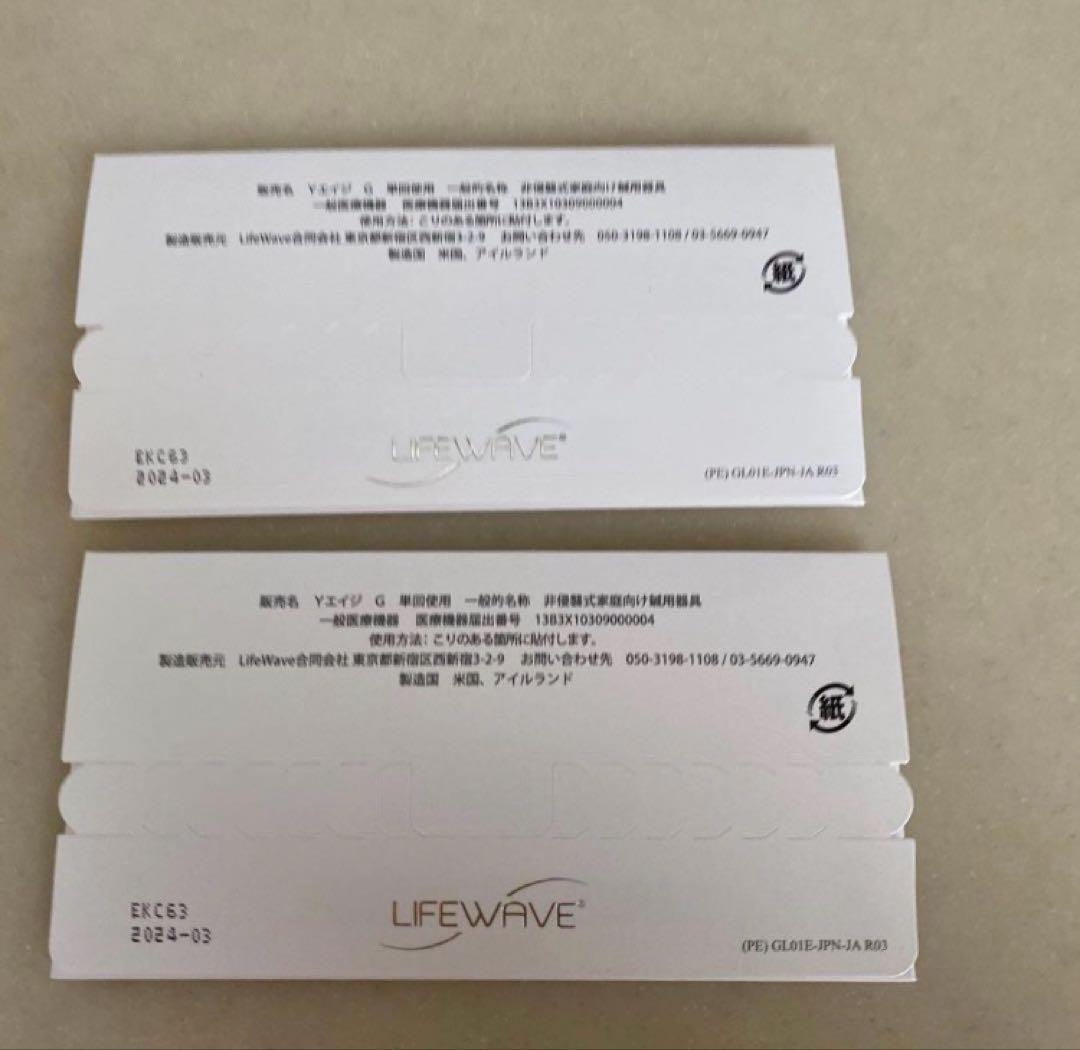 販売名 Yエイジ G 単回使用 一般的名称 非侵襲式家庭向け鍼用器具
一般医療機器 医療機器届出番号 13B3X10309000004
使用方法：こりのある箇所に貼付します。
製造販売元 LifeWave合同会社 東京都新宿区西新宿3-2-9 お問い合わせ先 050-3198-1108 / 03-5669-0947
製造国 米国、アイルランド
紙
LIFEWAVE®
EKC63
2024-03
(PE) GL01E-JPN-JA R03
販売名 Yエイジ G 単回使用 一般的名称 非侵襲式家庭向け鍼用器具
一般医療機器 医療機器届出番号 13B3X10309000004
使用方法：こりのある箇所に貼付します。
製造販売元 LifeWave合同会社 東京都新宿区西新宿3-2-9 お問い合わせ先 050-3198-1108 / 03-5669-0947
製造国 米国、アイルランド
紙
LIFEWAVE®
EKC63
2024-03
(PE) GL01E-JPN-JA R03